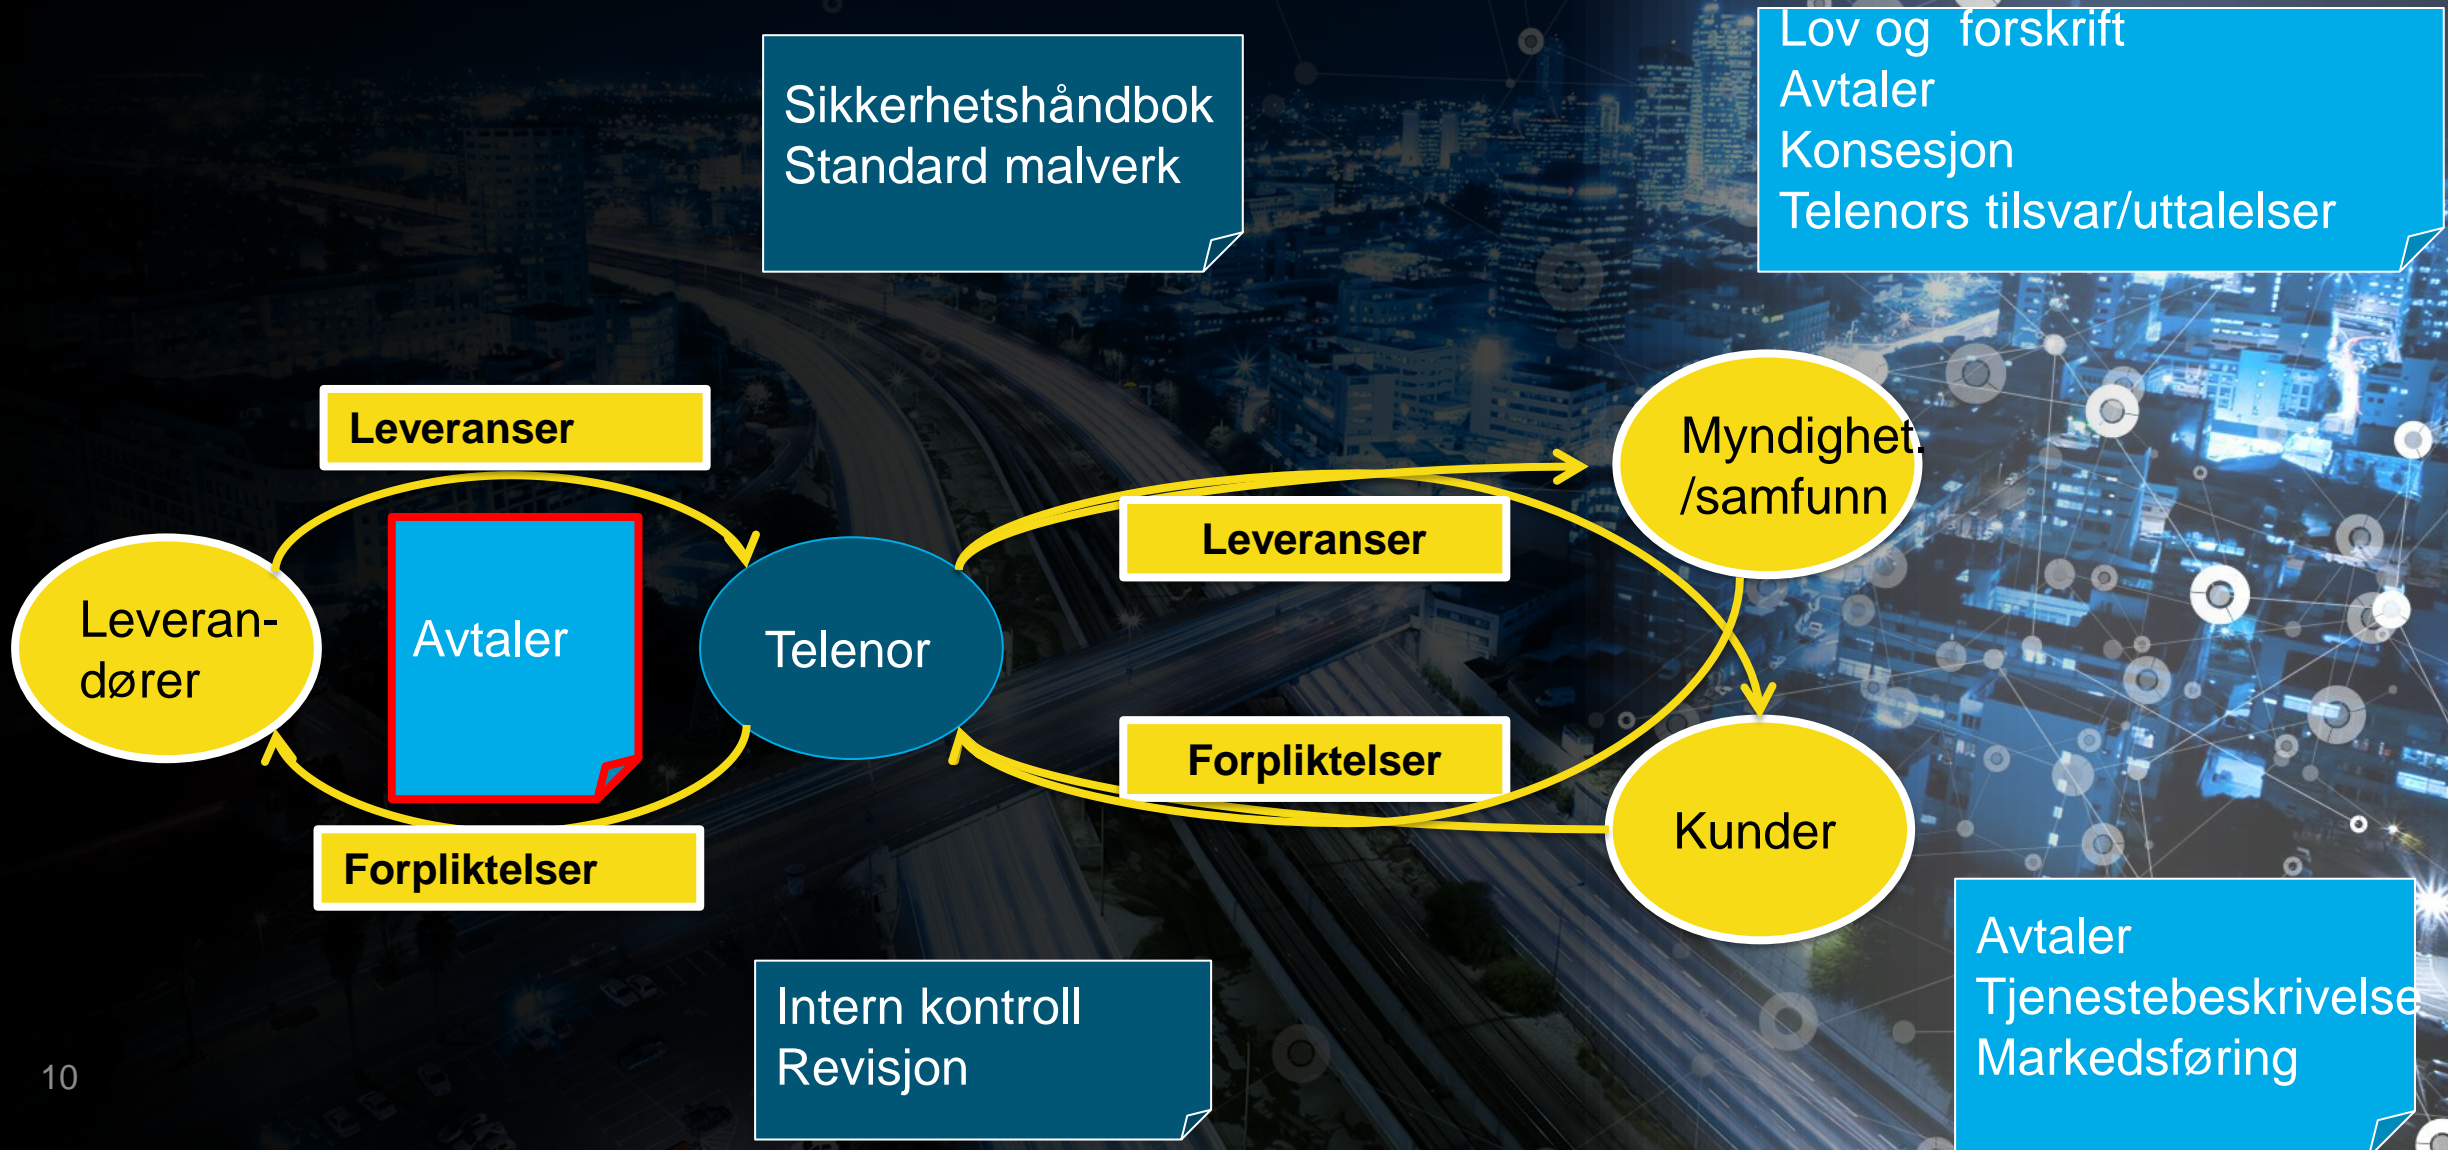 Lov og  forskrift
Avtaler
Konsesjon
Telenors tilsvar/uttalelser
Sikkerhetshåndbok
Standard malverk
Leveranser
Myndighet.
/samfunn
Leveranser
Leveran-
dører
Avtaler
Telenor
Forpliktelser
Kunder
Forpliktelser
Avtaler
Tjenestebeskrivelse
Markedsføring
Intern kontroll
Revisjon
10